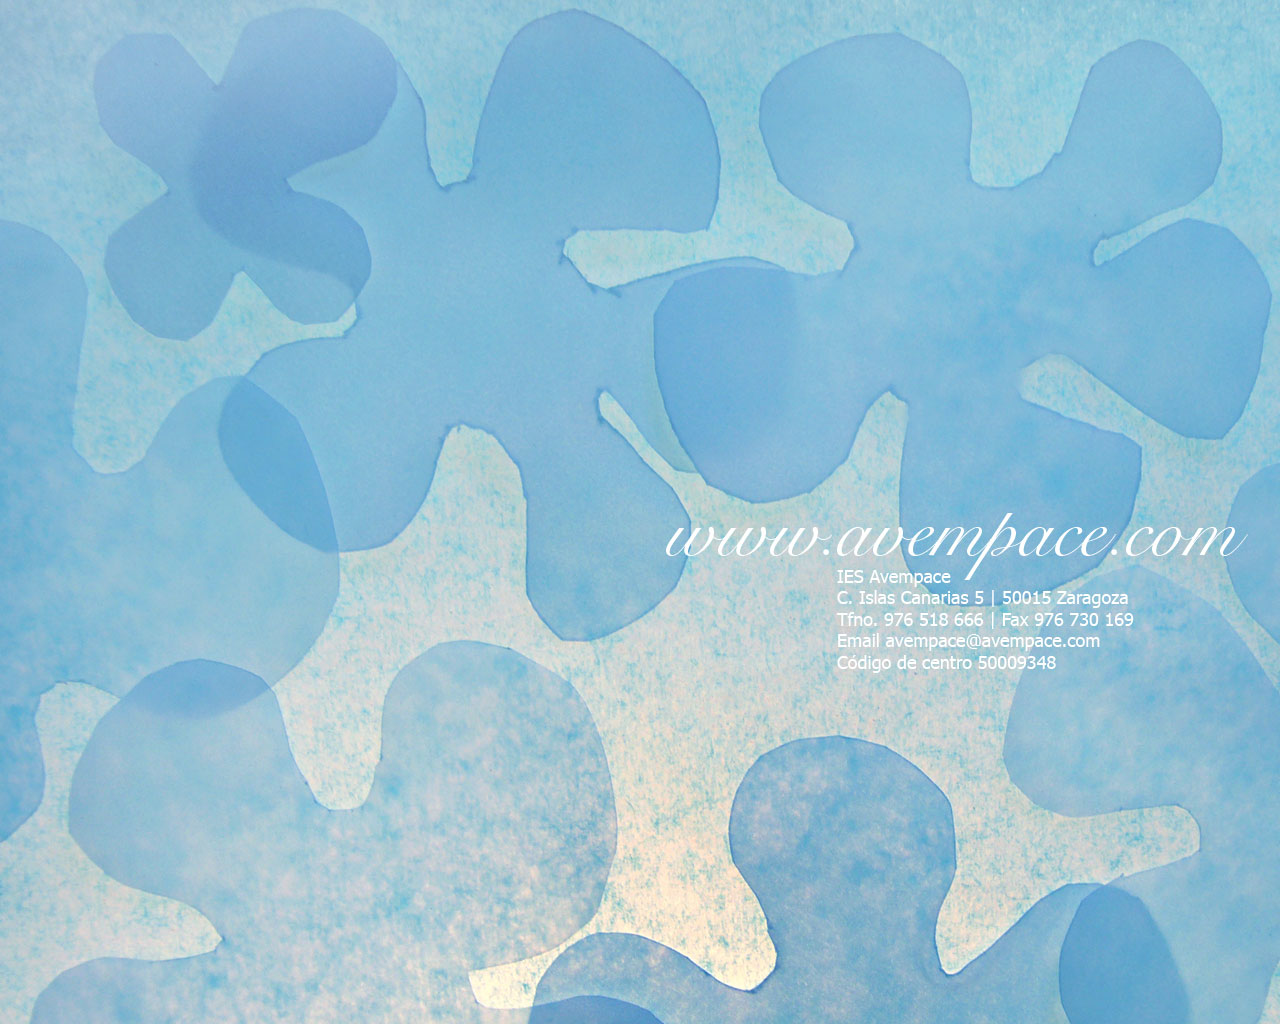 www.avempace.com
IES Avempace
C. Islas Canarias 5 | 50015 Zaragoza
Tfno. 976 518 666 | Fax 976 730 169
Email avempace@avempace.com
Código de centro 50009348